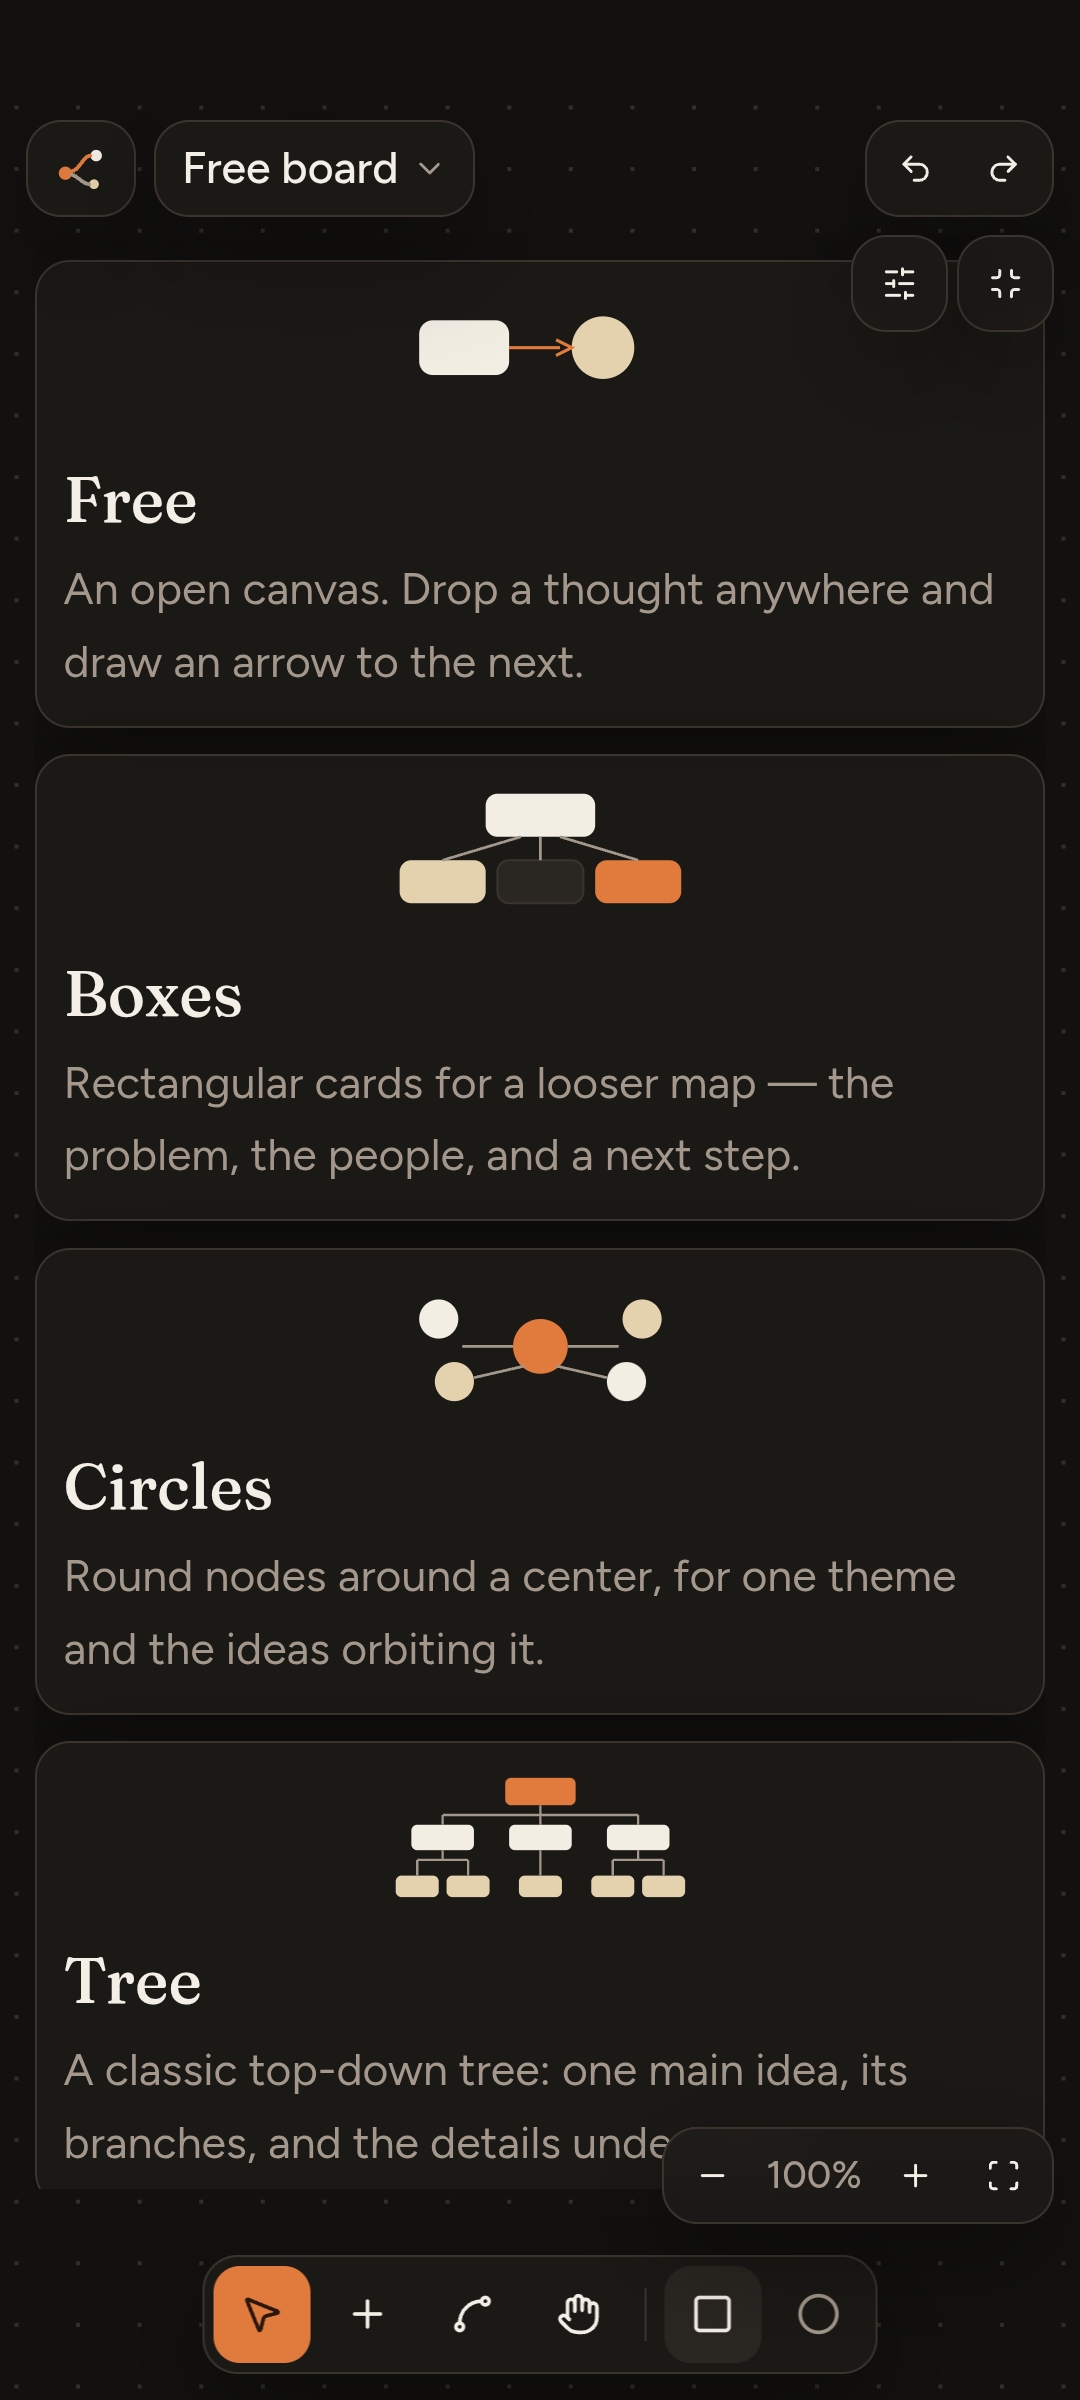 Free board
Free
An open canvas. Drop a thought anywhere and
draw an arrow to the next.
Boxes
Rectangular cards for a looser map — the
problem, the people, and a next step.
Circles
Round nodes around a center, for one theme
and the ideas orbiting it.
Tree
A classic top-down tree: one main idea, its
branches, and the details unde
100%